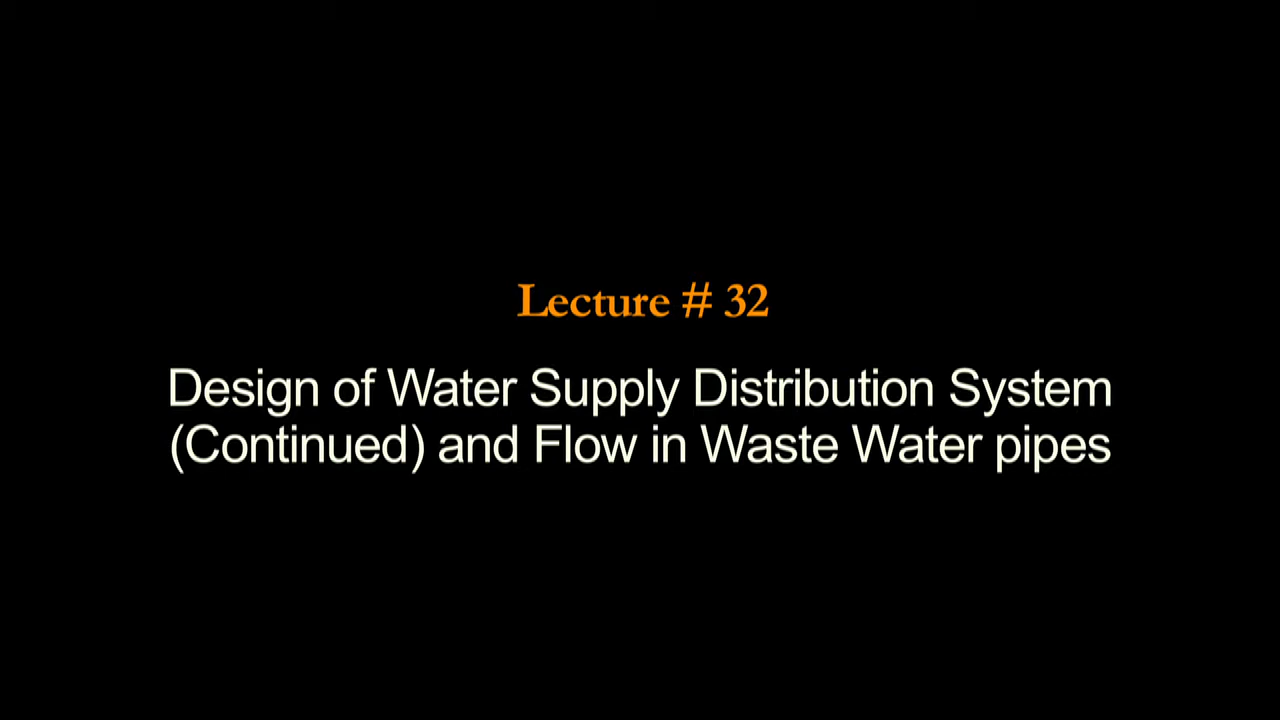 Lecture # 32
Design of Water Supply Distribution System
(Continued) and Flow in Waste Water pipes